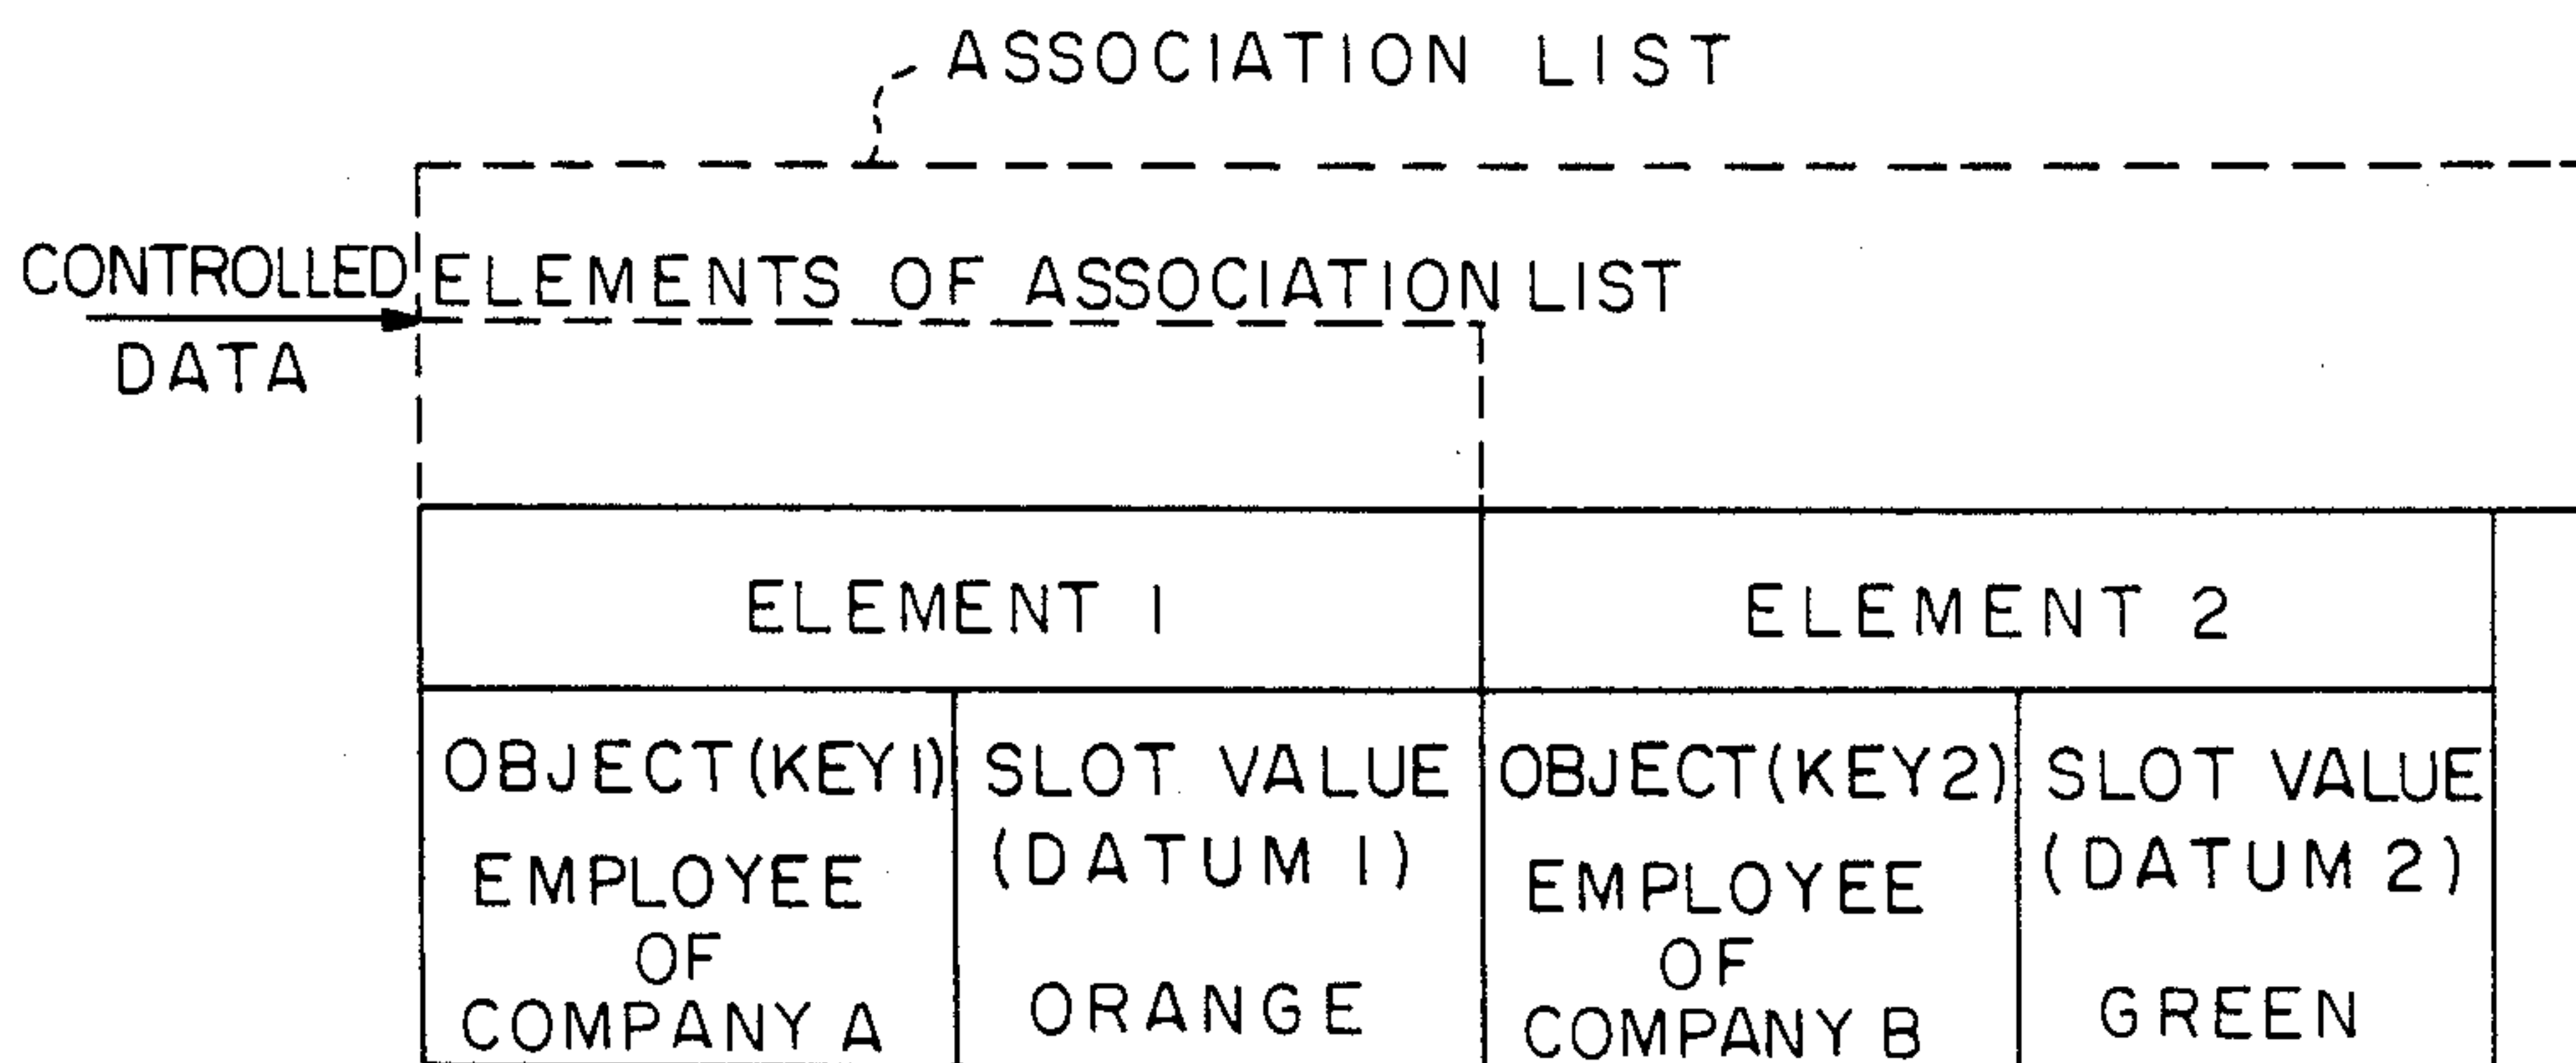 ASSOCIATION LIST
CONTROLLED
DATA
ELEMENTS OF ASSOCIATION LIST
ELEMENT 1
ELEMENT 2
OBJECT(KEY1)
EMPLOYEE
OF
COMPANY A
SLOT VALUE
(DATUM 1)
ORANGE
OBJECT(KEY2)
EMPLOYEE
OF
COMPANY B
SLOT VALUE
(DATUM 2)
GREEN